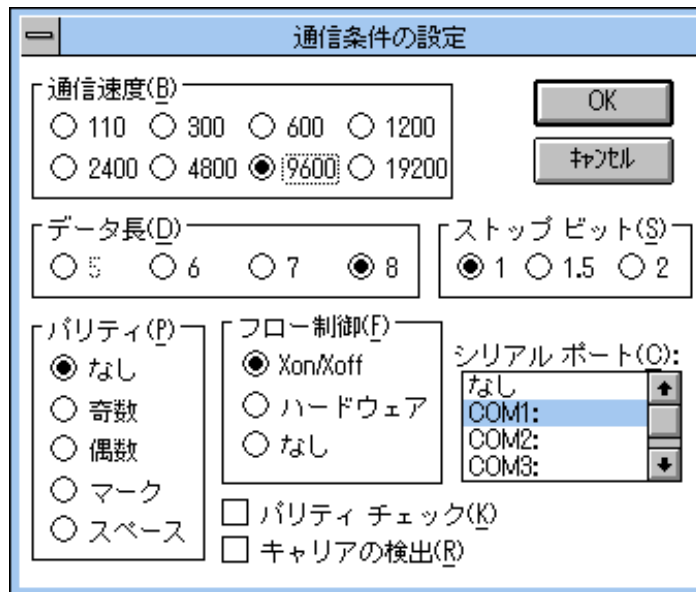 通信条件の設定
通信速度(B)
110 300 600 1200
2400 4800 9600 19200
OK
ｷｬﾝｾﾙ
データ長(D)
5 6 7 8
ストップ ビット(S)
1 1.5 2
パリティ(P)
なし
奇数
偶数
マーク
スペース
フロー制御(F)
Xon/Xoff
ハードウェア
なし
シリアル ポート(C):
なし
COM1:
COM2:
COM3:
パリティ チェック(K)
キャリアの検出(R)